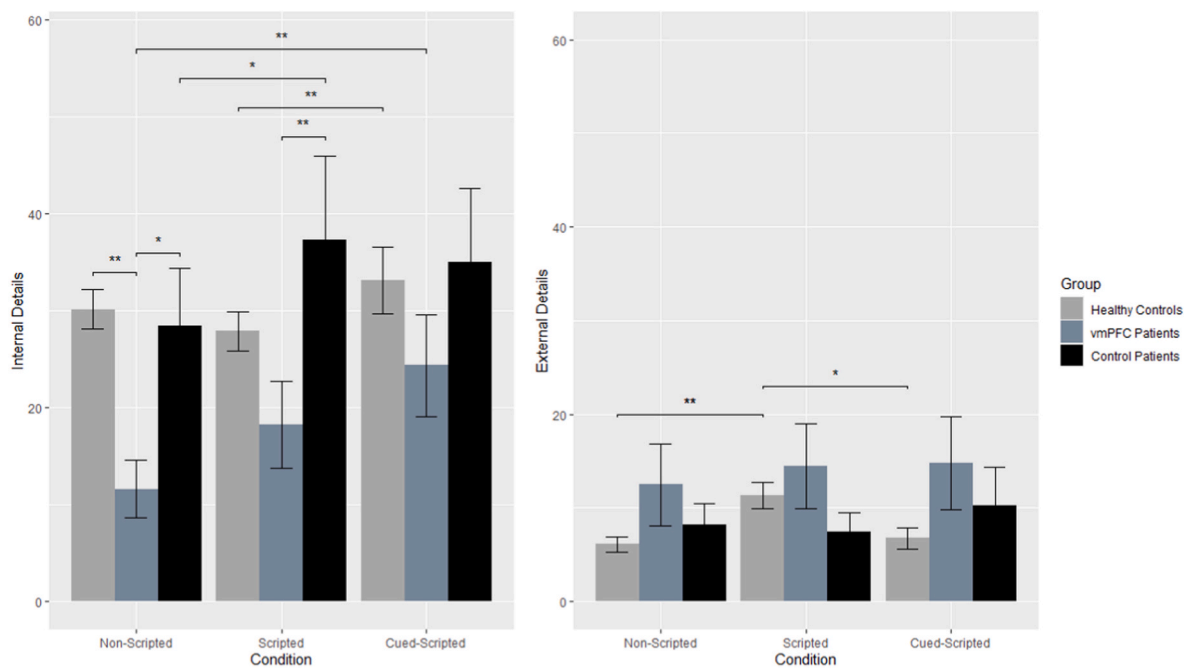 60
40
20
0
Internal Details
**
*
**
**
**
*
Non-Scripted
Scripted
Cued-Scripted
Condition
60
40
20
0
External Details
**
*
Non-Scripted
Scripted
Cued-Scripted
Condition
Group
Healthy Controls
vmPFC Patients
Control Patients